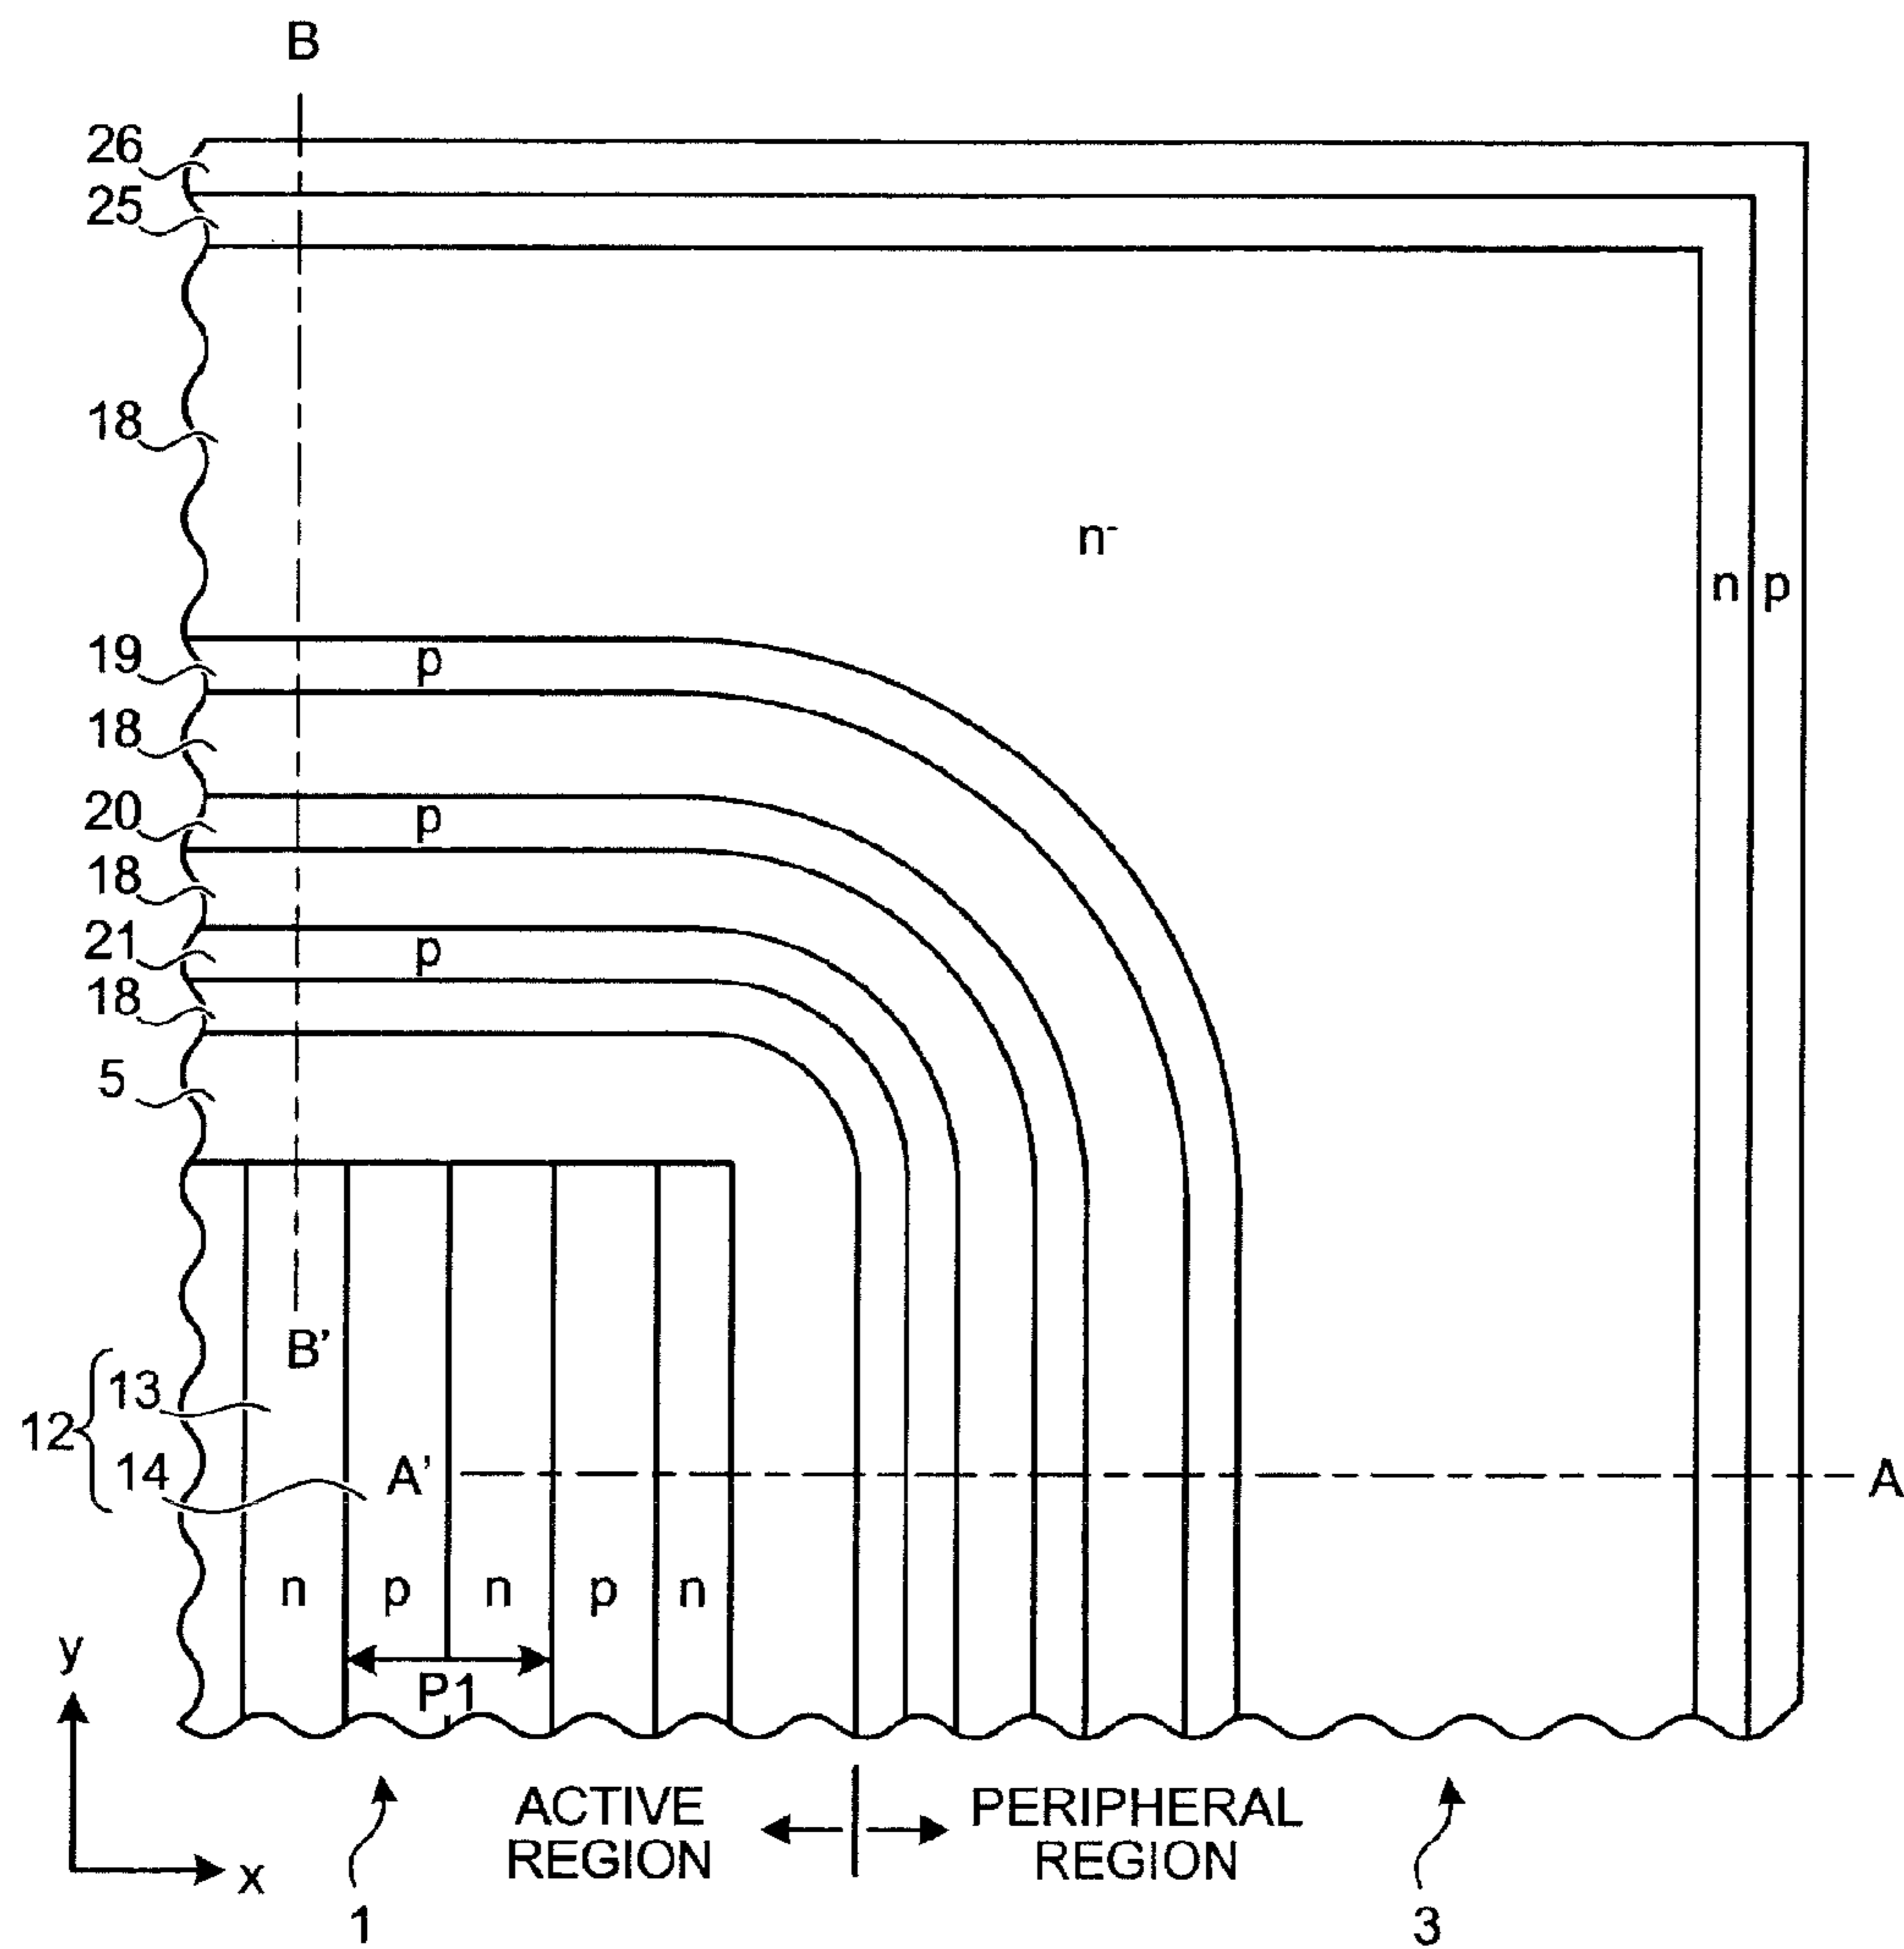 B
26
25
18
n-
n p
19 p
18
20 p
18
21 p
18
5
B'
13
12
14
A' A
n p n p n
P1
y
x
ACTIVE
REGION
PERIPHERAL
REGION
1
3